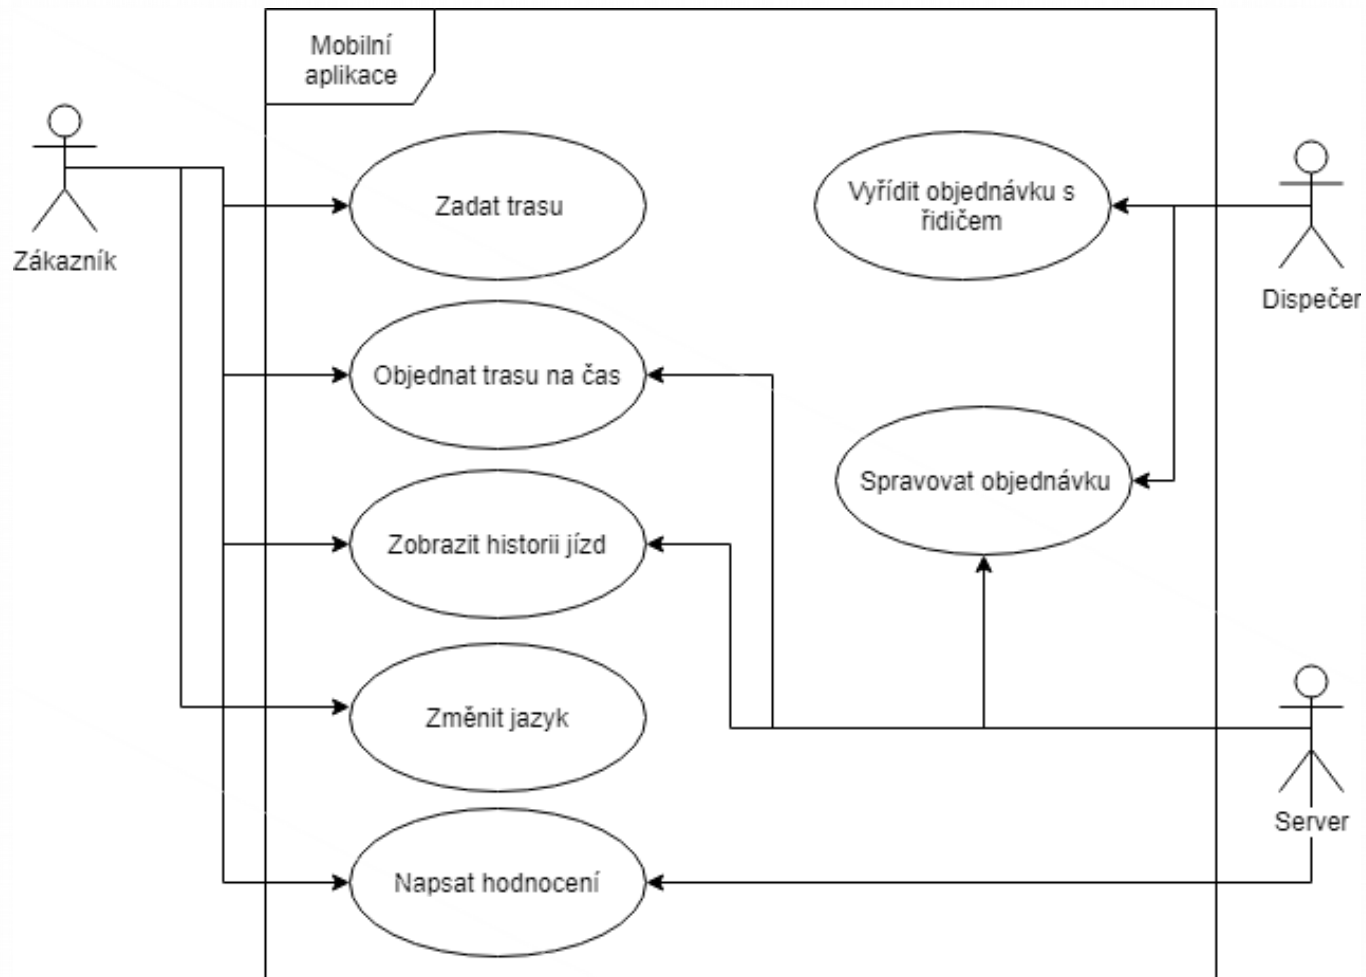 Mobilní
aplikace
Zákazník
Zadat trasu
Vyřídit objednávku s
řidičem
Dispečer
Objednat trasu na čas
Spravovat objednávku
Zobrazit historii jízd
Změnit jazyk
Server
Napsat hodnocení